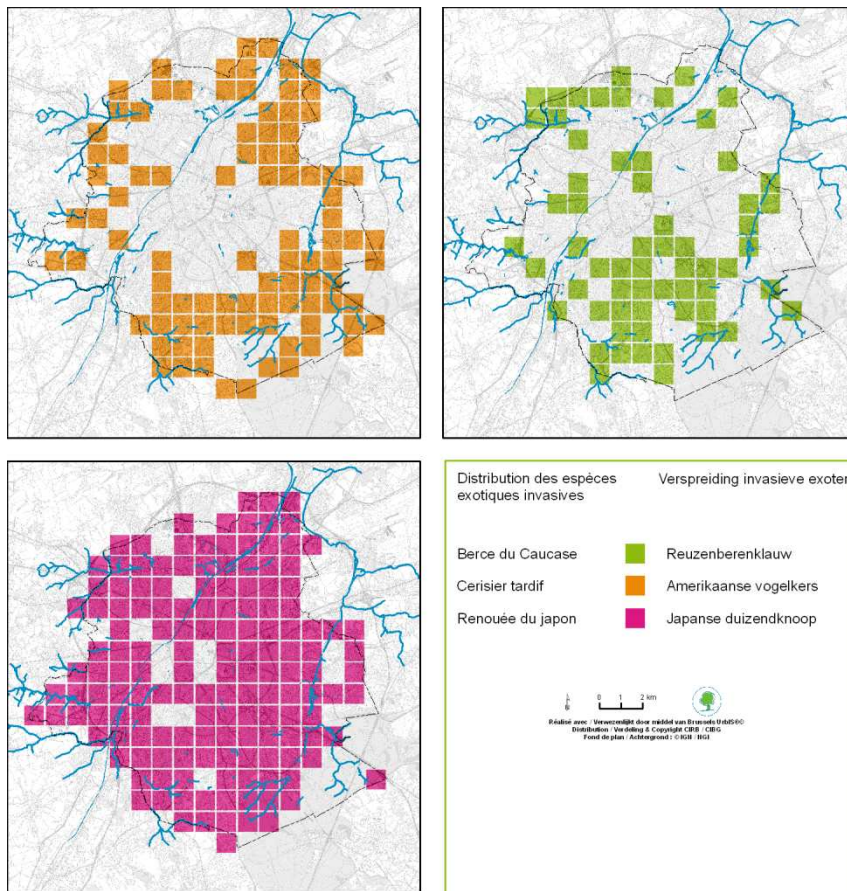 Distribution des espèces
exotiques invasives
Verspreiding invasieve exoten
Berce du Caucase
Reuzenberenklauw
Cerisier tardif
Amerikaanse vogelkers
Renouée du japon
Japanse duizendknoop
0 1 2 km
Réalisé avec / Verwezenlijkt door middel van Brussels UrbIS®©
Distribution / Verdeling & Copyright CIRB / CIBG
Fond de plan / Achtergrond : © IGN / NGI